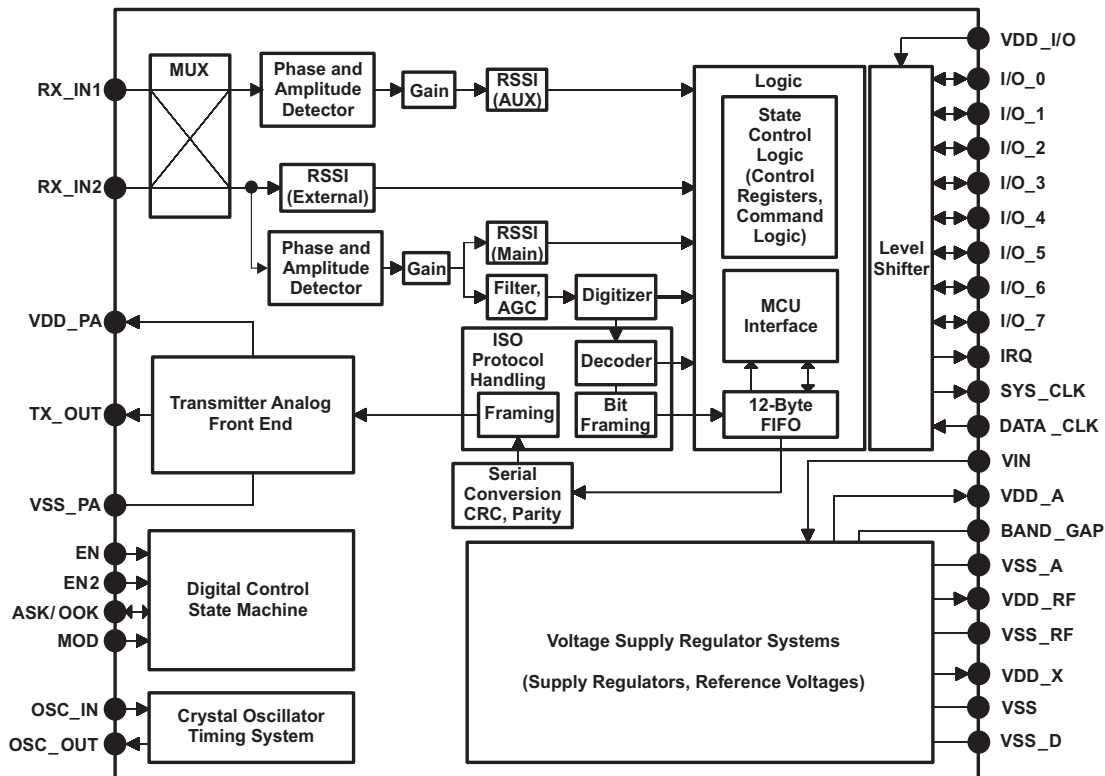 RX_IN1
RX_IN2
VDD_PA
TX_OUT
VSS_PA
EN
EN2
ASK/OOK
MOD
OSC_IN
OSC_OUT
MUX
Phase and
Amplitude
Detector
Gain
RSSI
(AUX)
RSSI
(External)
Phase and
Amplitude
Detector
Gain
RSSI
(Main)
Filter,
AGC
Digitizer
ISO
Protocol
Handling
Decoder
Framing
Bit
Framing
Serial
Conversion
CRC, Parity
Transmitter Analog
Front End
Digital Control
State Machine
Crystal Oscillator
Timing System
Logic
State
Control
Logic
(Control
Registers,
Command
Logic)
MCU
Interface
12-Byte
FIFO
Level
Shifter
Voltage Supply Regulator Systems
(Supply Regulators, Reference Voltages)
VDD_I/O
I/O_0
I/O_1
I/O_2
I/O_3
I/O_4
I/O_5
I/O_6
I/O_7
IRQ
SYS_CLK
DATA_CLK
VIN
VDD_A
BAND_GAP
VSS_A
VDD_RF
VSS_RF
VDD_X
VSS
VSS_D